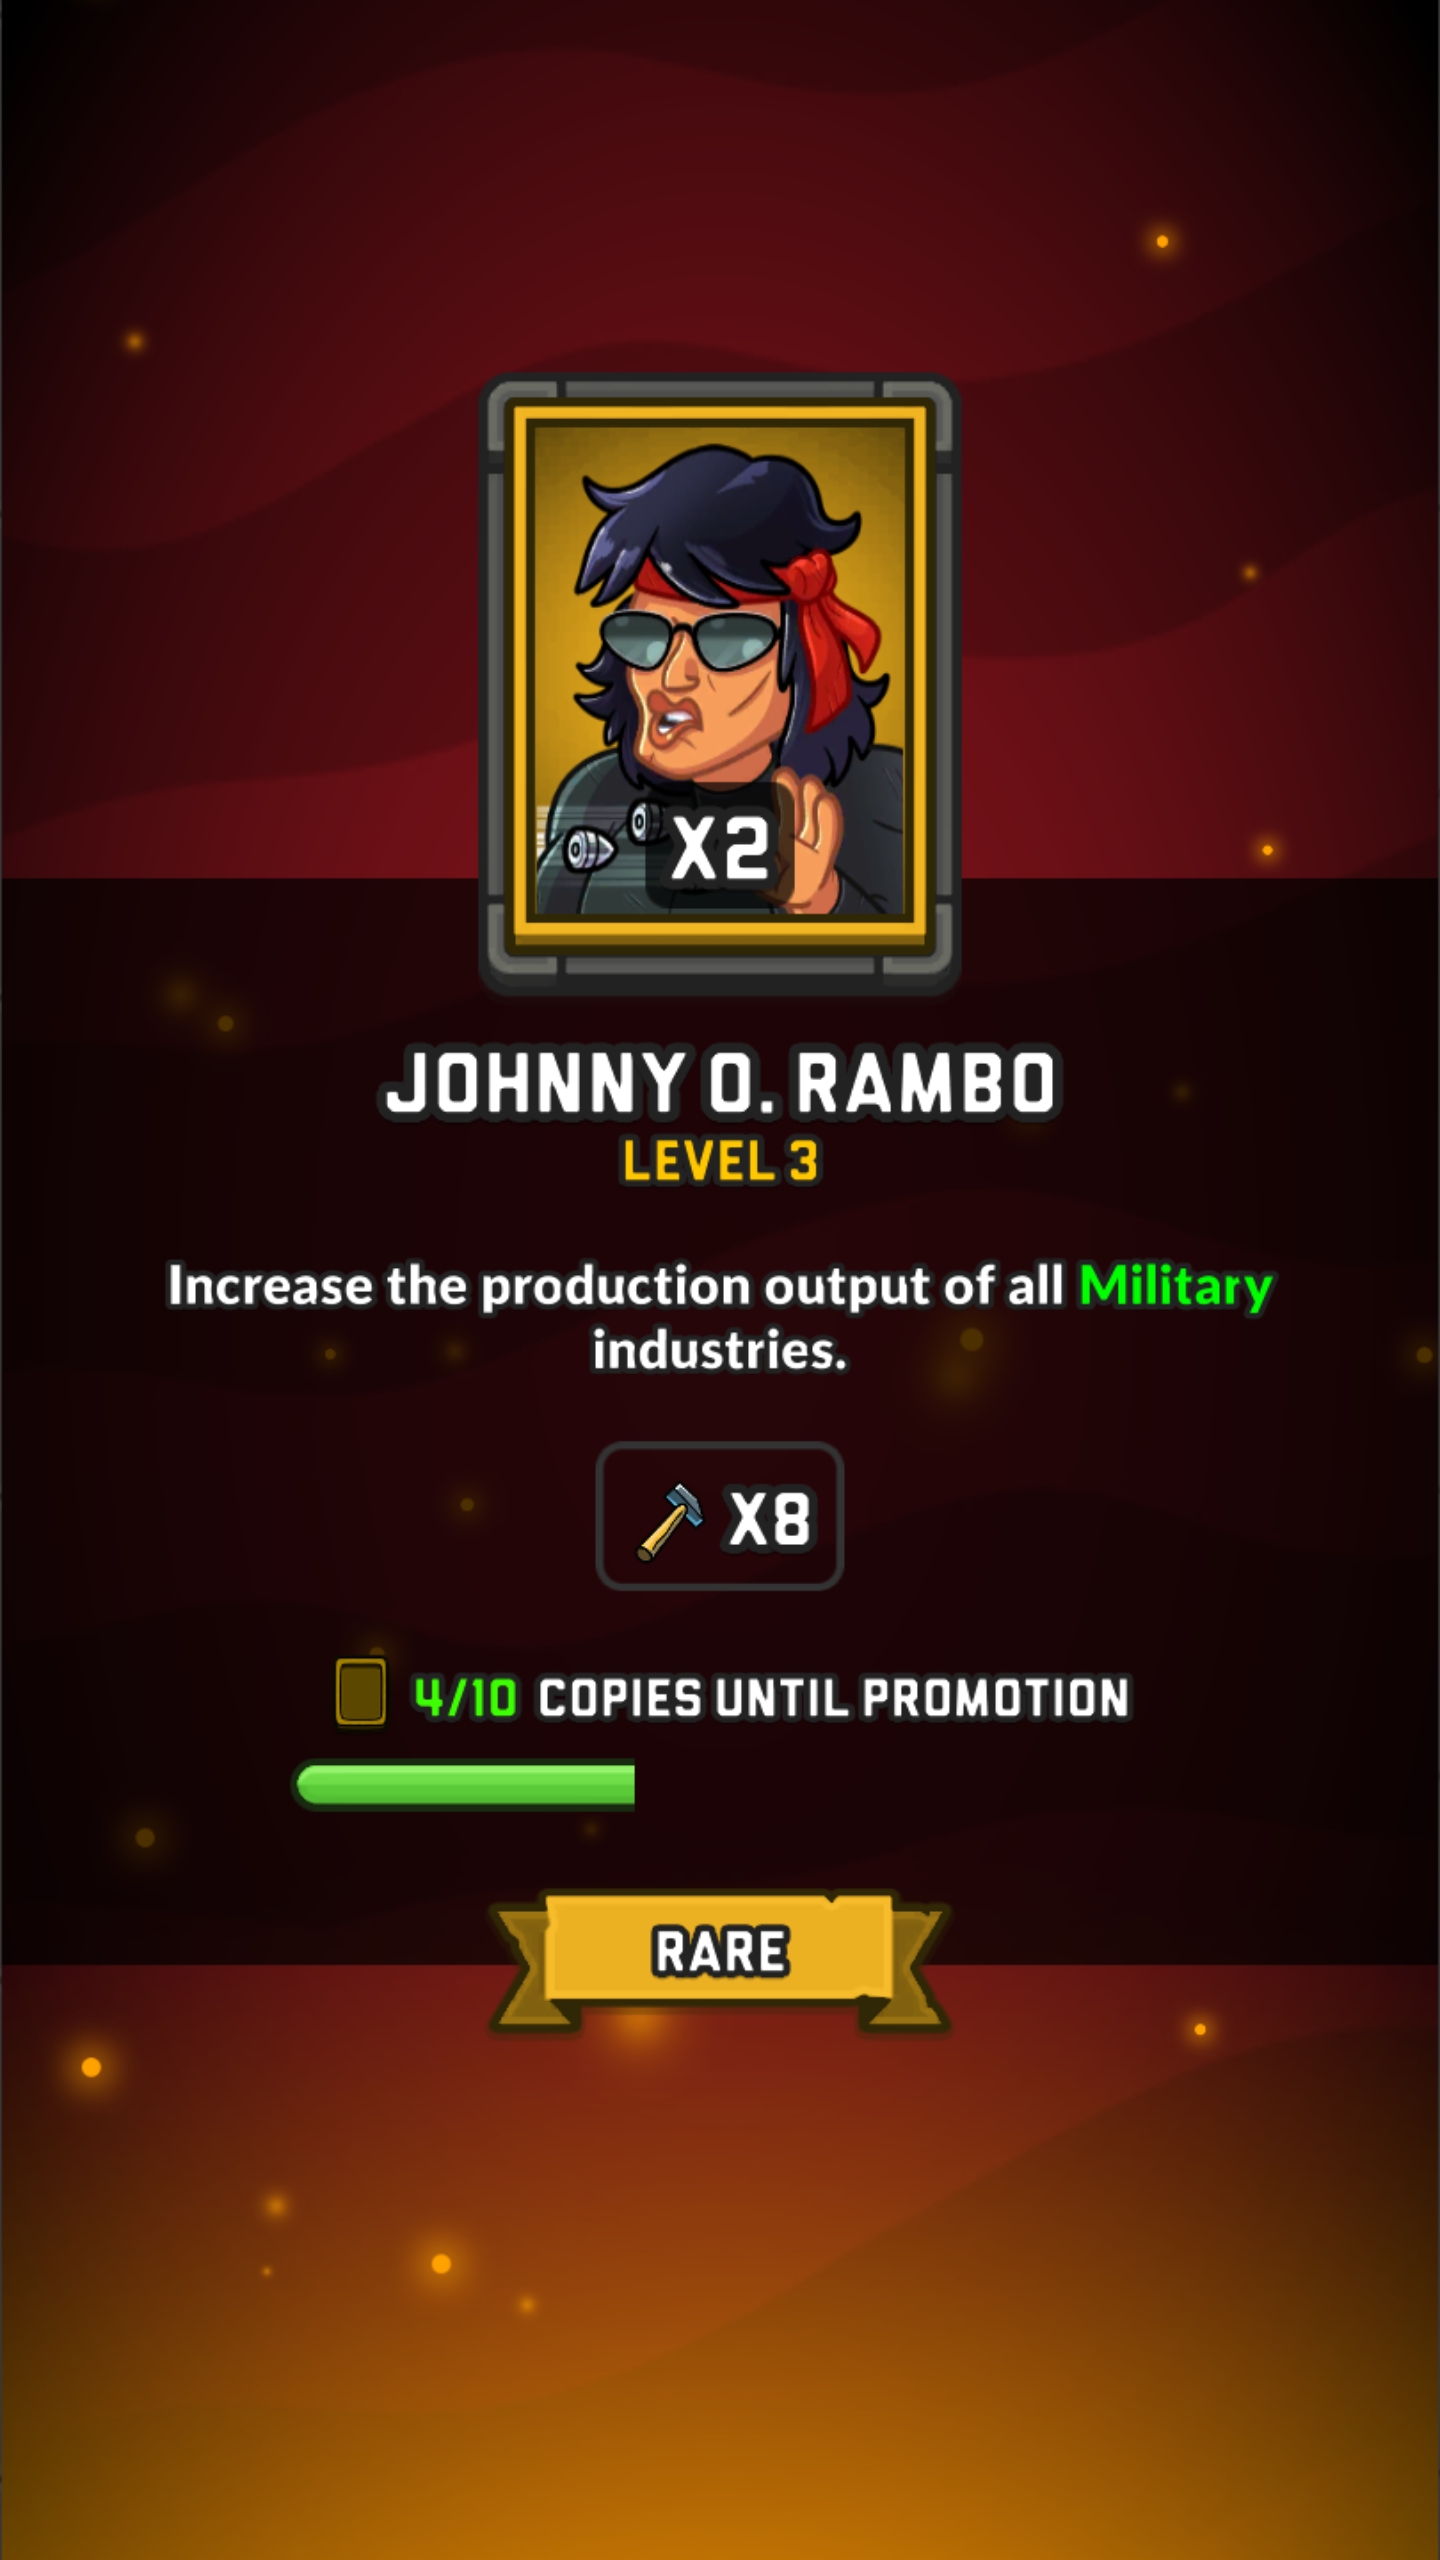 X2
JOHNNY O. RAMBO
LEVEL 3
Increase the production output of all Military
industries.
X8
4/10 COPIES UNTIL PROMOTION
RARE